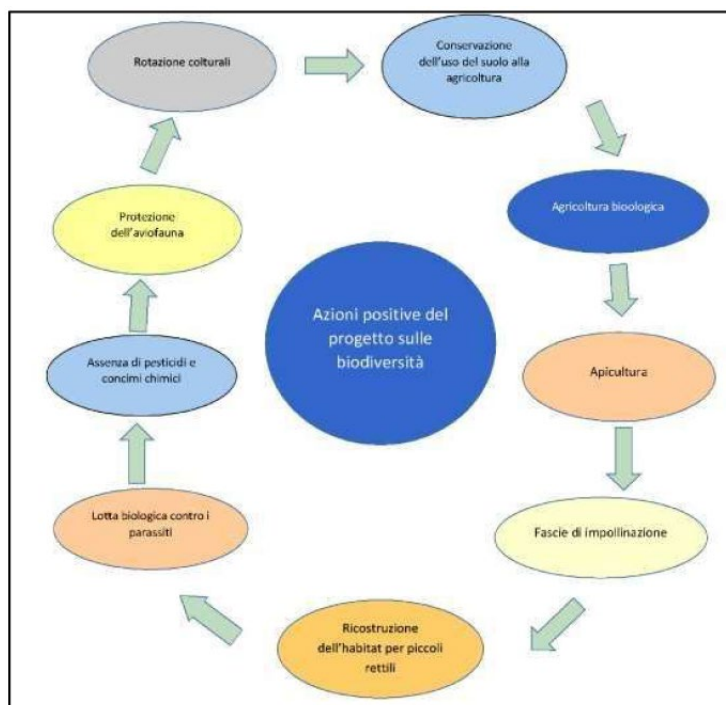 Rotazione colturali
Conservazione
dell'uso del suolo alla
agricoltura
Agricoltura bioologica
Apicultura
Fascie di impollinazione
Ricostruzione
dell'habitat per piccoli
rettili
Lotta biologica contro i
parassiti
Assenza di pesticidi e
concimi chimici
Protezione
dell'aviofauna
Azioni positive del
progetto sulle
biodiversità